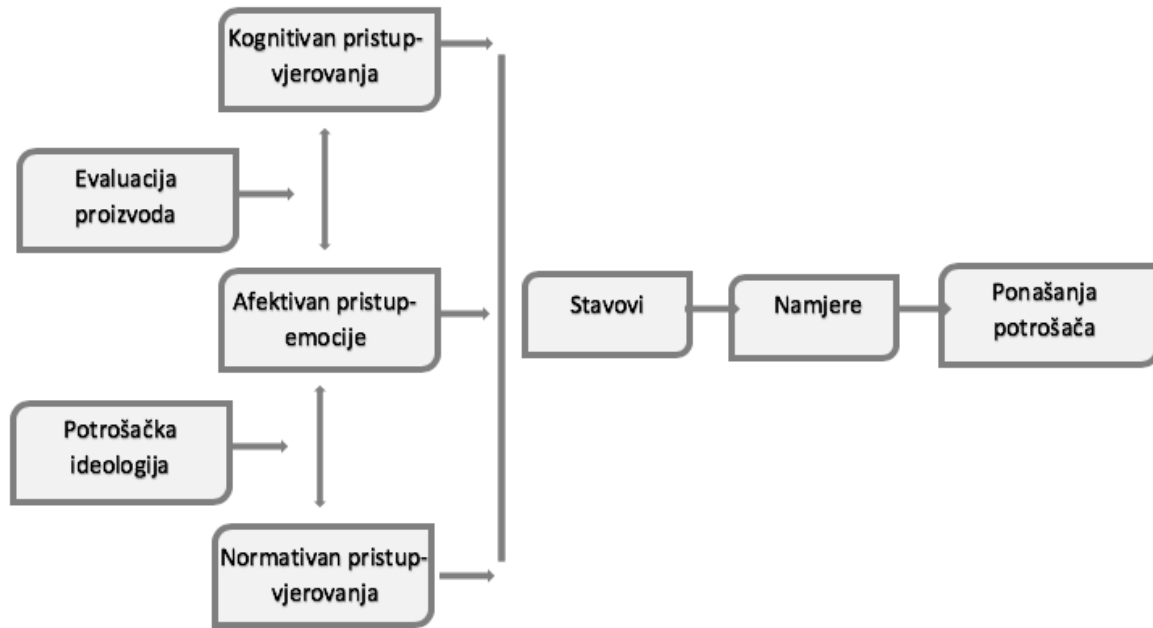 Kognitivan pristup-
vjerovanja
Evaluacija
proizvoda
Afektivan pristup-
emocije
Potrošačka
ideologija
Normativan pristup-
vjerovanja
Stavovi
Namjere
Ponašanja
potrošača